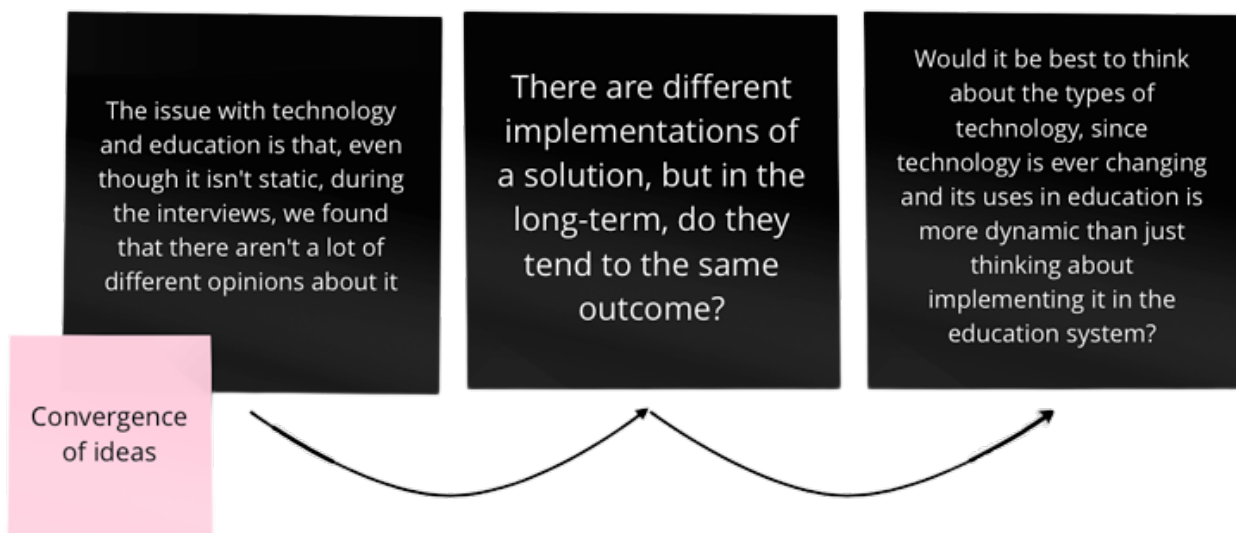 The issue with technology
and education is that, even
though it isn't static, during
the interviews, we found
that there aren't a lot of
different opinions about it
Convergence
of ideas
There are different
implementations of
a solution, but in the
long-term, do they
tend to the same
outcome?
Would it be best to think
about the types of
technology, since
technology is ever changing
and its uses in education is
more dynamic than just
thinking about
implementing it in the
education system?